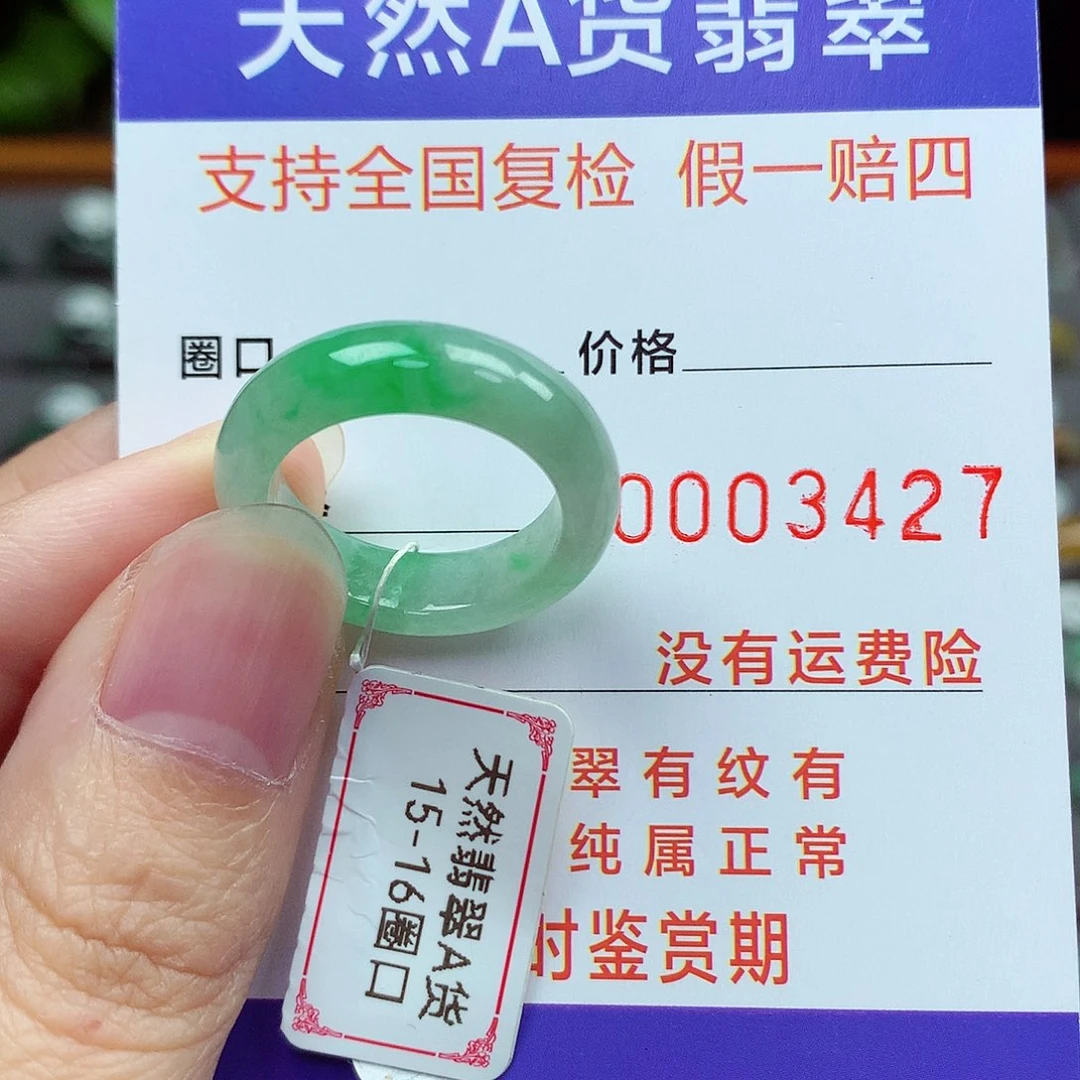 天然A货翡翠
支持全国复检 假一赔四
圈口 价格
0003427
没有运费险
翠有纹有
纯属正常
时鉴赏期
天然翡翠A货
15-16圈口